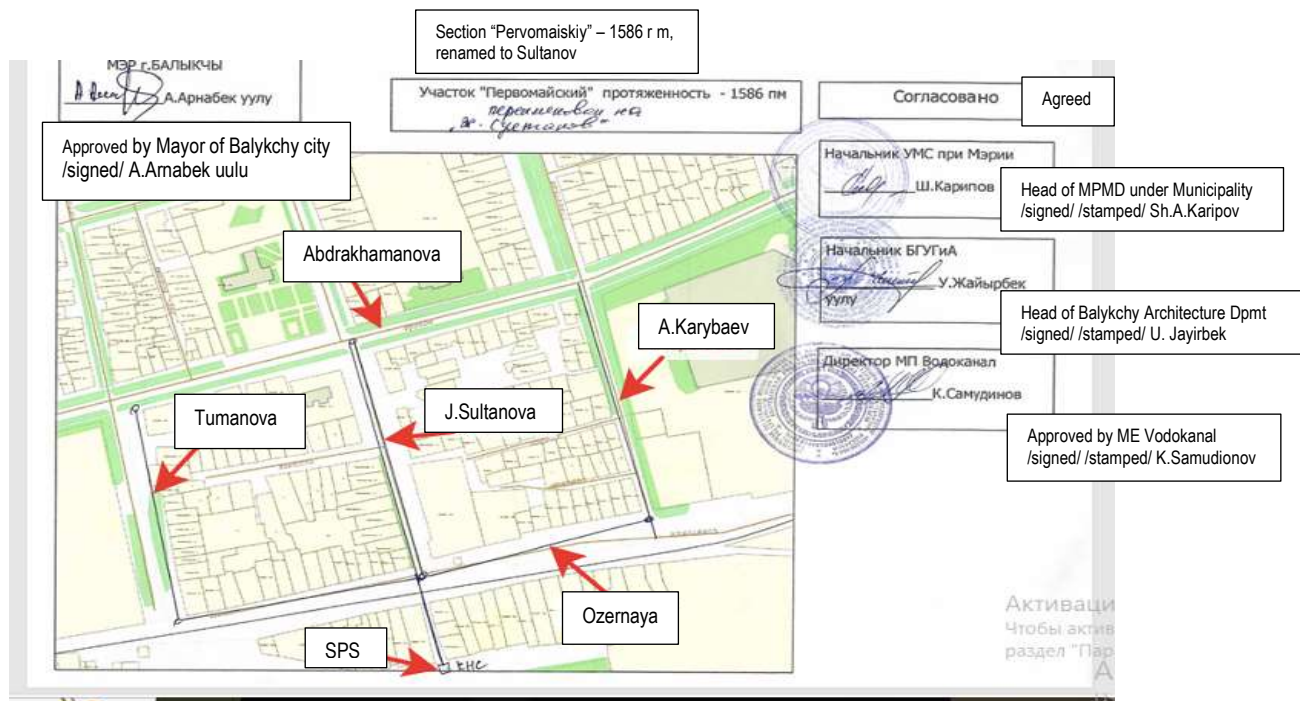 Section “Pervomaiskiy” – 1586 r m,
renamed to Sultanov
МЭР г.БАЛЫКЧЫ
А.Арнабек уулу
Участок "Первомайский" протяженность - 1586 пм
переименован на
Согласовано
Agreed
Approved by Mayor of Balykchy city
/signed/ A.Arnabek uulu
Начальник УМС при Мэрии
Ш.Карипов
Head of MPMD under Municipality
/signed/ /stamped/ Sh.A.Karipov
Abdrakhamanova
Начальник БГУГиА
У.Жайырбек
уулу
A.Karybaev
Head of Balykchy Architecture Dpmt
/signed/ /stamped/ U. Jayirbek
Директор МП Водоканал
К.Самудинов
Tumanova
J.Sultanova
Approved by ME Vodokanal
/signed/ /stamped/ K.Samudionov
Ozernaya
SPS
КНС
Активаци
Чтобы актив
раздел "Пар